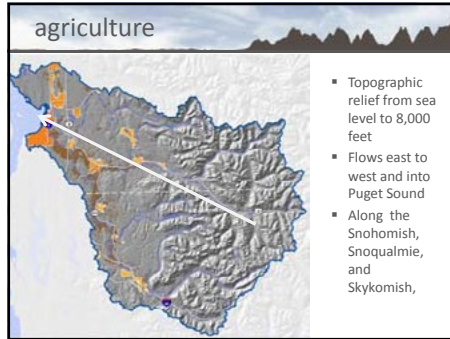 agriculture
▪ Topographic
relief from sea
level to 8,000
feet
▪ Flows east to
west and into
Puget Sound
▪ Along the
Snohomish,
Snoqualmie,
and
Skykomish,